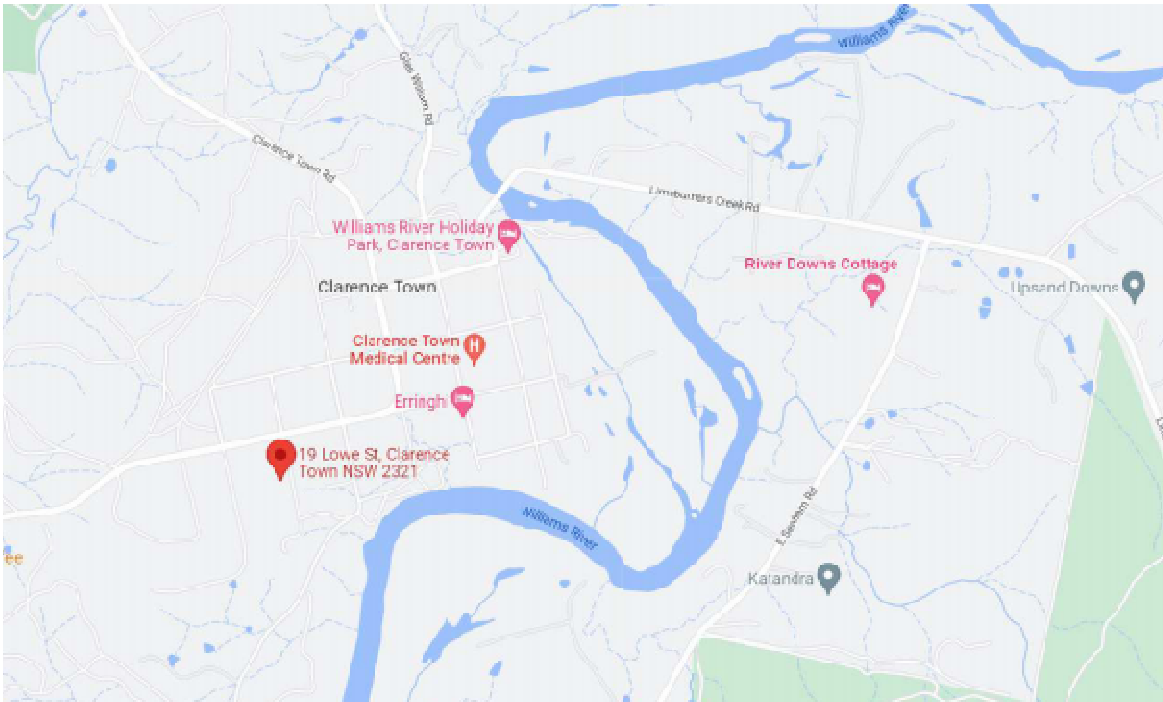 Williams River
Glen William Rd
Clarence Town Rd
Limeburners Creek Rd
Williams River Holiday
Park, Clarence Town
River Downs Cottage
Clarence Town
Upsand Downs
Clarence Town
Medical Centre
Erringhi
19 Lowe St, Clarence
Town NSW 2321
E Seaham Rd
Williams River
ee
Kalandra